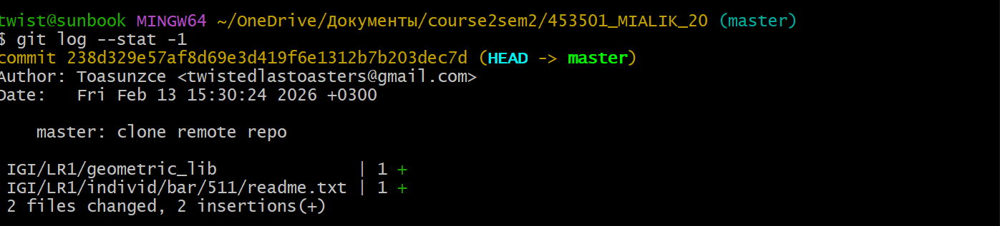 twist@sunbook MINGW64 ~/OneDrive/Документы/course2sem2/453501_MIALIK_20 (master)
$ git log --stat -1
commit 238d329e57af8d69e3d419f6e1312b7b203dec7d (HEAD -> master)
Author: Toasunzce <twistedlastoasters@gmail.com>
Date:   Fri Feb 13 15:30:24 2026 +0300

    master: clone remote repo

 IGI/LR1/geometric_lib              | 1 +
 IGI/LR1/individ/bar/511/readme.txt | 1 +
 2 files changed, 2 insertions(+)